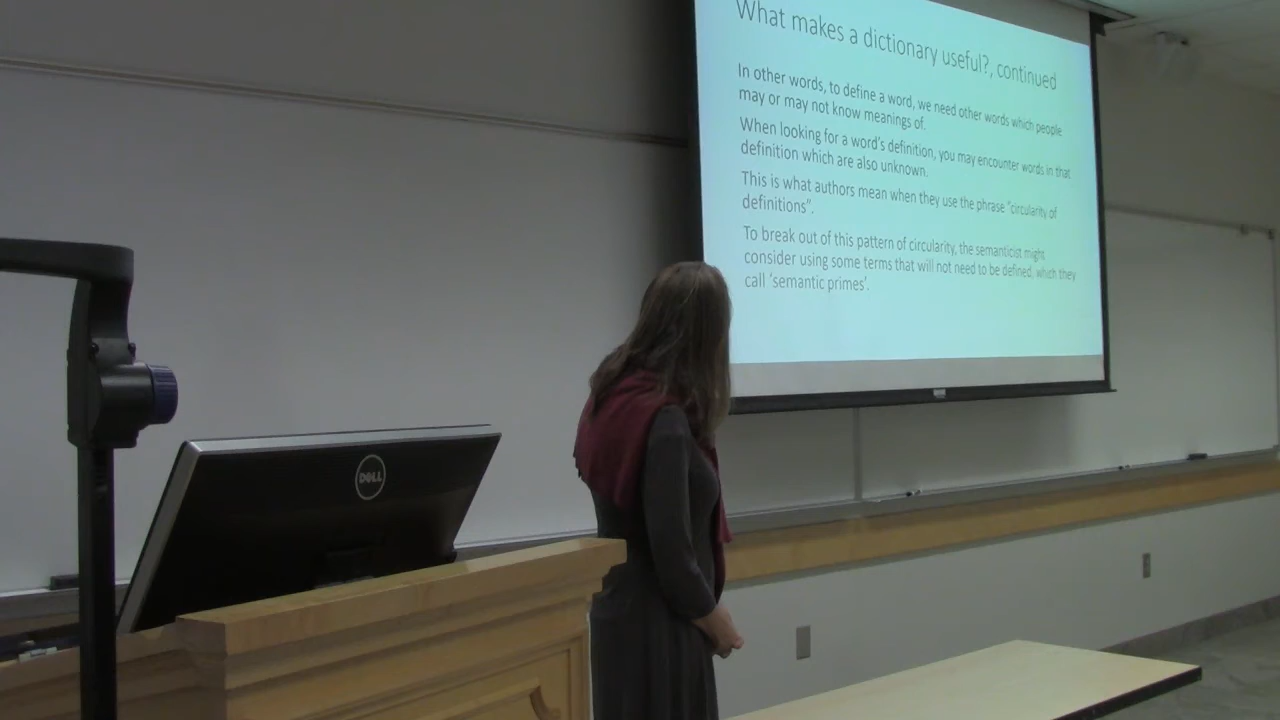 What makes a dictionary useful?, continued
In other words, to define a word, we need other words which people
may or may not know meanings of.
When looking for a word's definition, you may encounter words in that
definition which are also unknown.
This is what authors mean when they use the phrase "circularity of
definitions".
To break out of this pattern of circularity, the semanticist might
consider using some terms that will not need to be defined, which they
call 'semantic primes'.
DELL